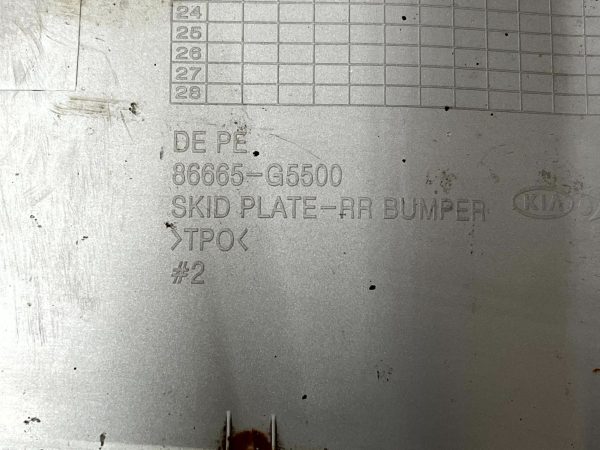 24
25
26
27
28
DE PE
86665-G5500
SKID PLATE-RR BUMPER
KIA
>TPO<
#2